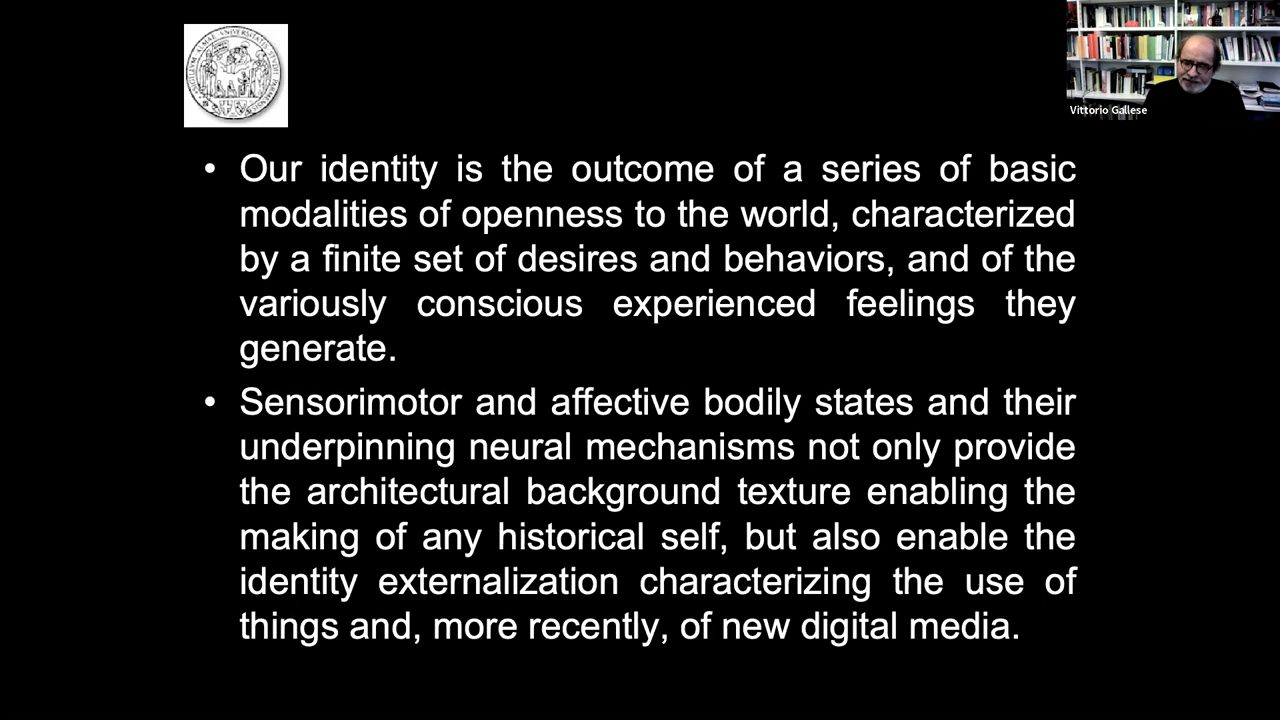 Vittorio Gallese
• Our identity is the outcome of a series of basic
modalities of openness to the world, characterized
by a finite set of desires and behaviors, and of the
variously conscious experienced feelings they
generate.
• Sensorimotor and affective bodily states and their
underpinning neural mechanisms not only provide
the architectural background texture enabling the
making of any historical self, but also enable the
identity externalization characterizing the use of
things and, more recently, of new digital media.